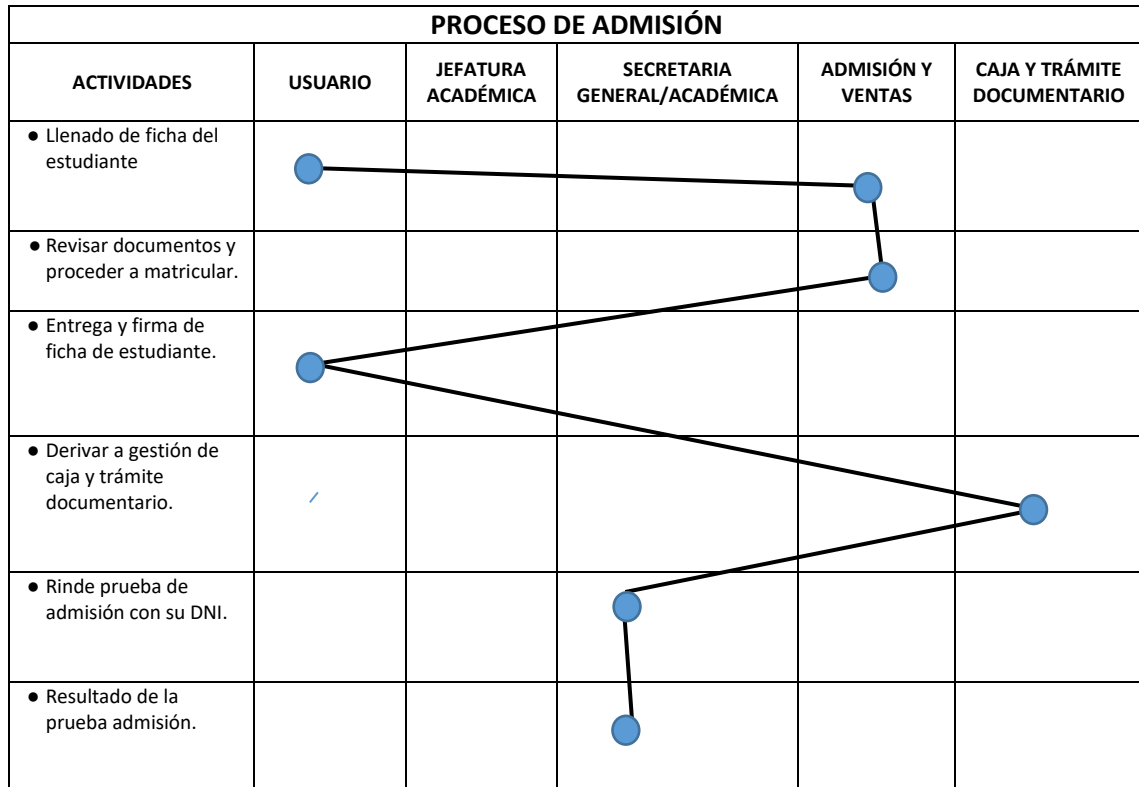 PROCESO DE ADMISIÓN
ACTIVIDADES
USUARIO
JEFATURA
ACADÉMICA
SECRETARIA
GENERAL/ACADÉMICA
ADMISIÓN Y
VENTAS
CAJA Y TRÁMITE
DOCUMENTARIO
● Llenado de ficha del
estudiante
● Revisar documentos y
proceder a matricular.
● Entrega y firma de
ficha de estudiante.
● Derivar a gestión de
caja y trámite
documentario.
● Rinde prueba de
admisión con su DNI.
● Resultado de la
prueba admisión.